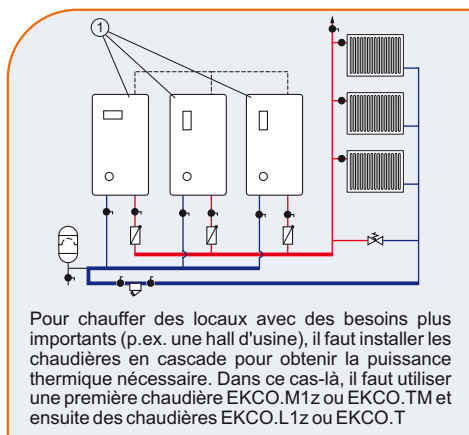 1
Pour chauffer des locaux avec des besoins plus
importants (p.ex. une hall d'usine), il faut installer les
chaudières en cascade pour obtenir la puissance
thermique nécessaire. Dans ce cas-là, il faut utiliser
une première chaudière EKCO.M1z ou EKCO.TM et
ensuite des chaudières EKCO.L1z ou EKCO.T